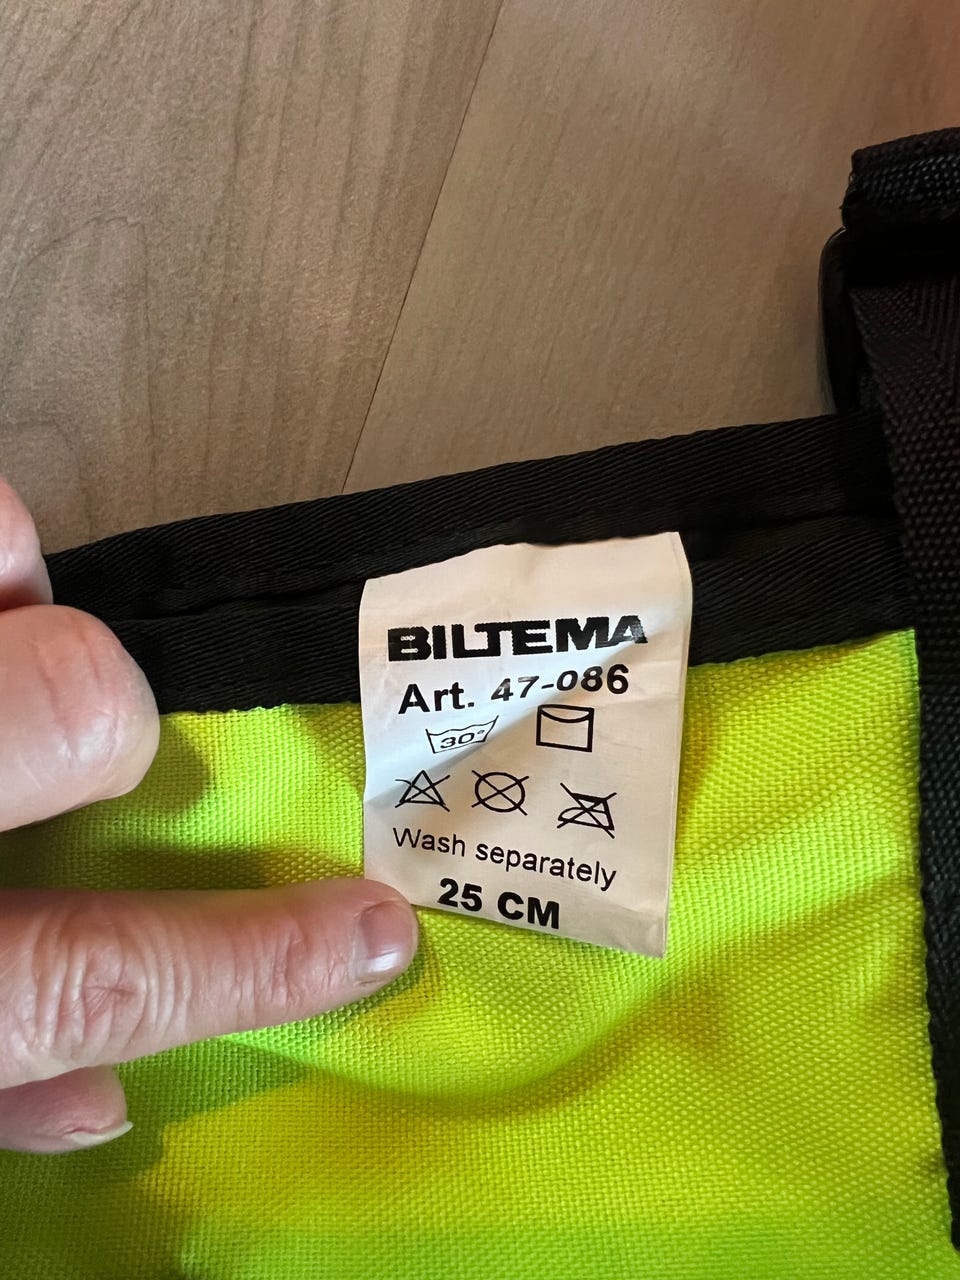 BILTEMA
Art. 47-086
30°
Wash separately
25 CM